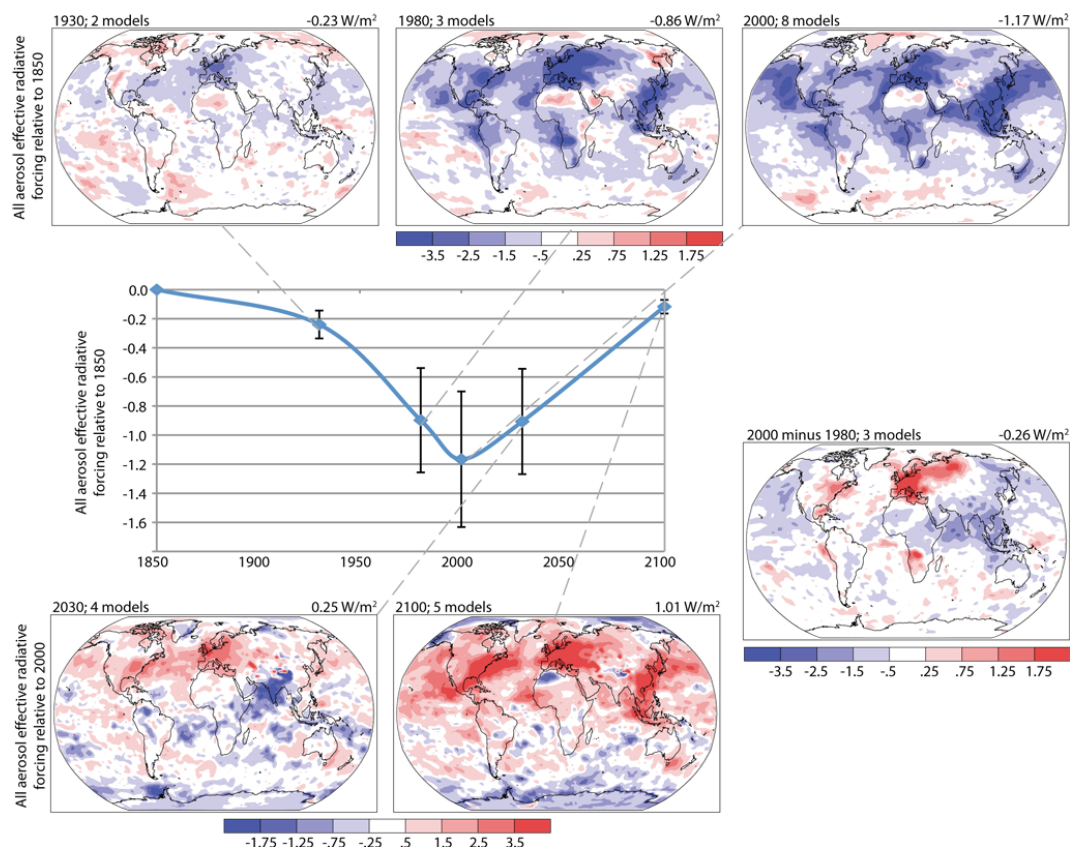 1930; 2 models -0.23 W/m²
1980; 3 models -0.86 W/m²
2000; 8 models -1.17 W/m²
All aerosol effective radiative
forcing relative to 1850
-3.5 -2.5 -1.5 -.5 .25 .75 1.25 1.75
All aerosol effective radiative
forcing relative to 1850
0.0
-0.2
-0.4
-0.6
-0.8
-1.0
-1.2
-1.4
-1.6
1850 1900 1950 2000 2050 2100
2000 minus 1980; 3 models -0.26 W/m²
-3.5 -2.5 -1.5 -.5 .25 .75 1.25 1.75
2030; 4 models 0.25 W/m²
2100; 5 models 1.01 W/m²
All aerosol effective radiative
forcing relative to 2000
-1.75 -1.25 -.75 -.25 .5 1.5 2.5 3.5